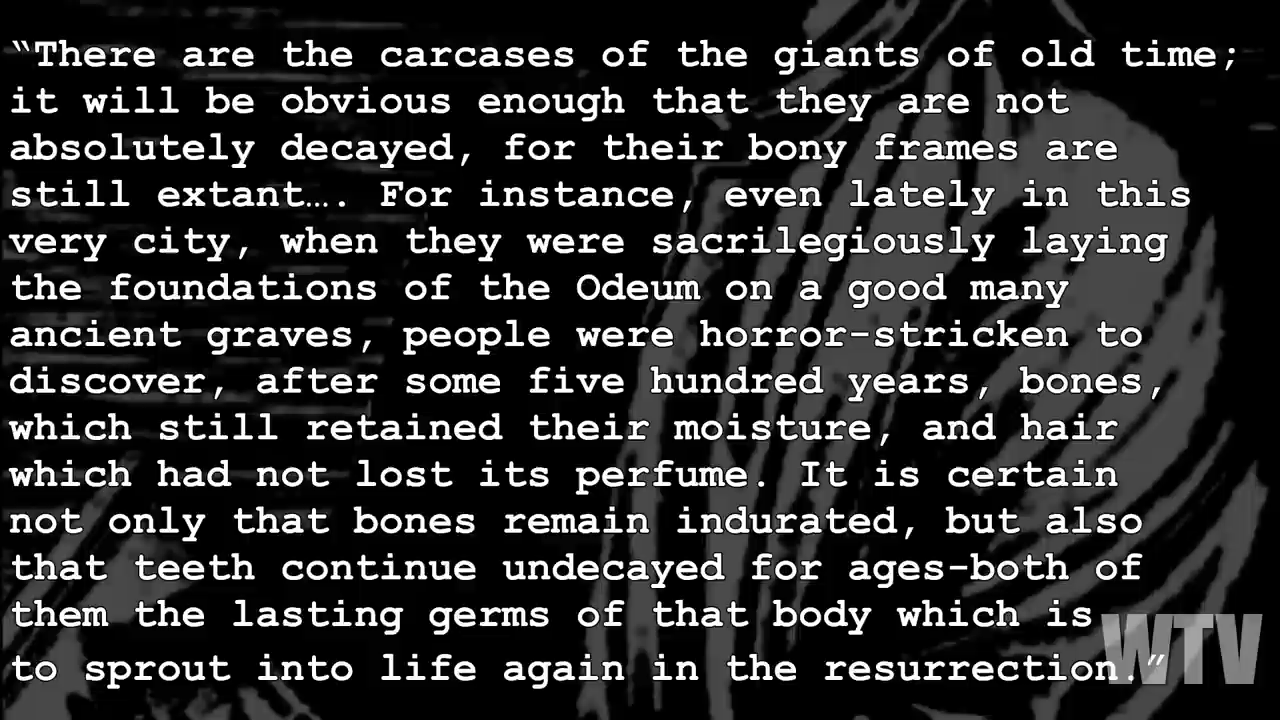 “There are the carcases of the giants of old time;
it will be obvious enough that they are not
absolutely decayed, for their bony frames are
still extant…. For instance, even lately in this
very city, when they were sacrilegiously laying
the foundations of the Odeum on a good many
ancient graves, people were horror-stricken to
discover, after some five hundred years, bones,
which still retained their moisture, and hair
which had not lost its perfume. It is certain
not only that bones remain indurated, but also
that teeth continue undecayed for ages-both of
them the lasting germs of that body which is
to sprout into life again in the resurrection.”
WTV